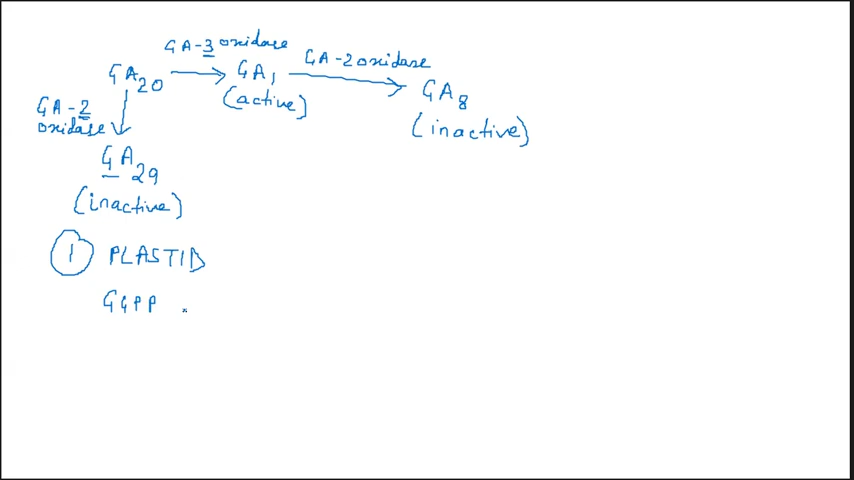 GA-3 oxidase
GA-2 oxidase
GA20 → GA1 → GA8
(active)
(inactive)
GA-2
oxidase
GA29
(inactive)
1 PLASTID
GGPP